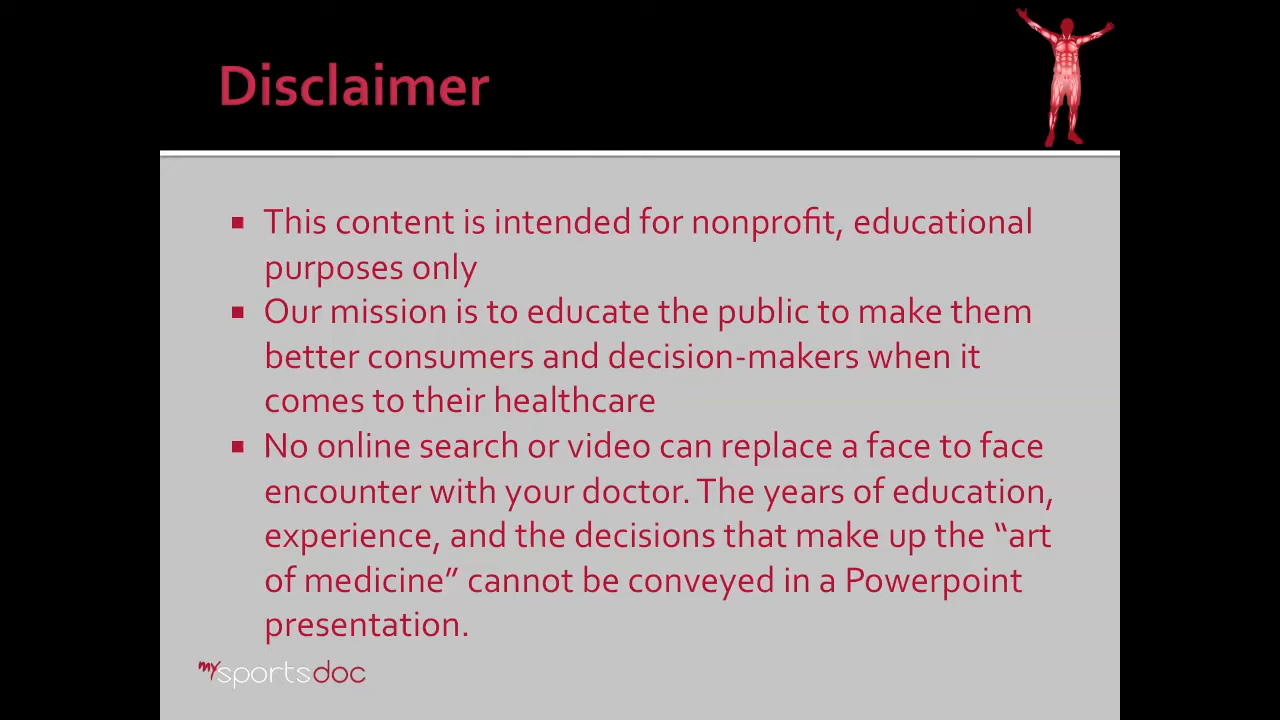 Disclaimer
This content is intended for nonprofit, educational
purposes only
Our mission is to educate the public to make them
better consumers and decision-makers when it
comes to their healthcare
No online search or video can replace a face to face
encounter with your doctor. The years of education,
experience, and the decisions that make up the “art
of medicine” cannot be conveyed in a Powerpoint
presentation.
mysportsdoc